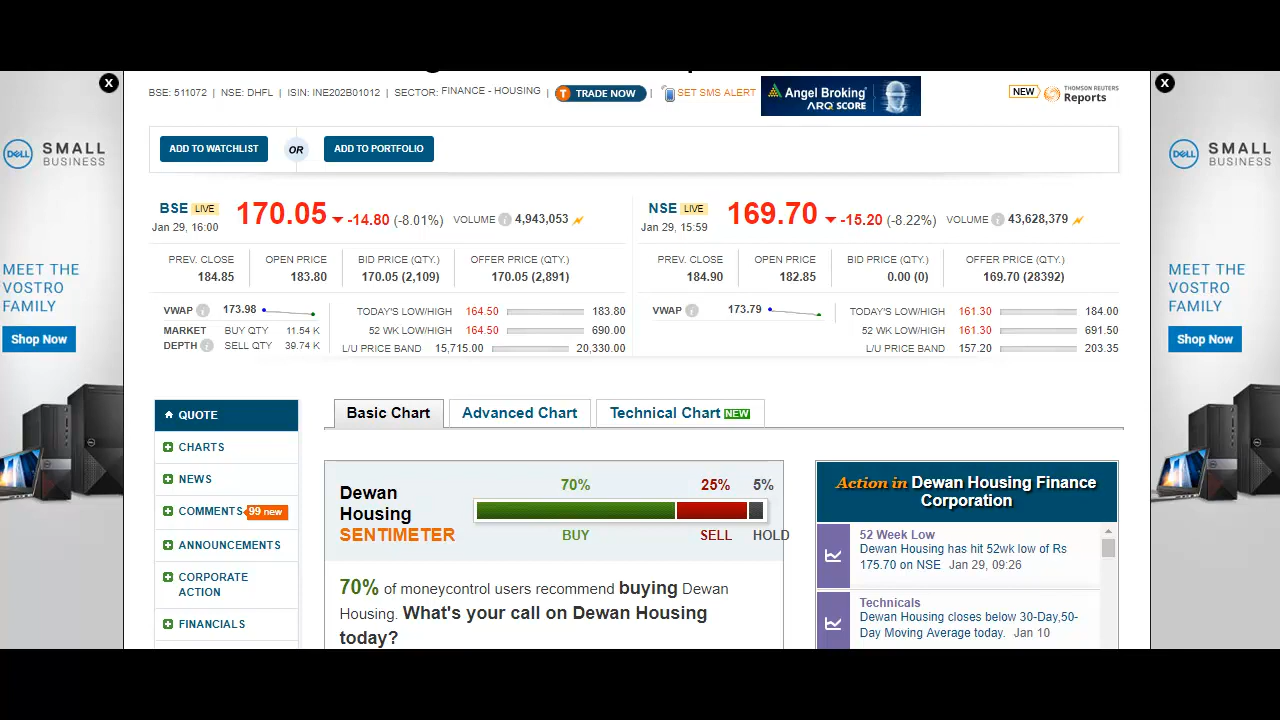 BSE: 511072 | NSE: DHFL | ISIN: INE202B01012 | SECTOR: FINANCE - HOUSING | T TRADE NOW | SET SMS ALERT
Angel Broking
ARQ SCORE
NEW THOMSON REUTERS
Reports
X
X
DELL SMALL BUSINESS
MEET THE
VOSTRO
FAMILY
Shop Now
ADD TO WATCHLIST OR ADD TO PORTFOLIO
BSE LIVE 170.05 -14.80 (-8.01%) VOLUME i 4,943,053
Jan 29, 16:00
PREV. CLOSE OPEN PRICE BID PRICE (QTY.) OFFER PRICE (QTY.)
184.85 183.80 170.05 (2,109) 170.05 (2,891)
VWAP i 173.98
MARKET BUY QTY 11.54 K
DEPTH i SELL QTY 39.74 K
TODAY'S LOW/HIGH 164.50 183.80
52 WK LOW/HIGH 164.50 690.00
L/U PRICE BAND 15,715.00 20,330.00
NSE LIVE 169.70 -15.20 (-8.22%) VOLUME i 43,628,379
Jan 29, 15:59
PREV. CLOSE OPEN PRICE BID PRICE (QTY.) OFFER PRICE (QTY.)
184.90 182.85 0.00 (0) 169.70 (28392)
VWAP i 173.79
TODAY'S LOW/HIGH 161.30 184.00
52 WK LOW/HIGH 161.30 691.50
L/U PRICE BAND 157.20 203.35
QUOTE
CHARTS
NEWS
COMMENTS 99 new
ANNOUNCEMENTS
CORPORATE
ACTION
FINANCIALS
Basic Chart Advanced Chart Technical Chart NEW
Dewan
Housing
SENTIMETER
70% 25% 5%
BUY SELL HOLD
70% of moneycontrol users recommend buying Dewan
Housing. What's your call on Dewan Housing
today?
Action in Dewan Housing Finance
Corporation
52 Week Low
Dewan Housing has hit 52wk low of Rs
175.70 on NSE Jan 29, 09:26
Technicals
Dewan Housing closes below 30-Day,50-
Day Moving Average today. Jan 10
DELL SMALL BUSINESS
MEET THE
VOSTRO
FAMILY
Shop Now